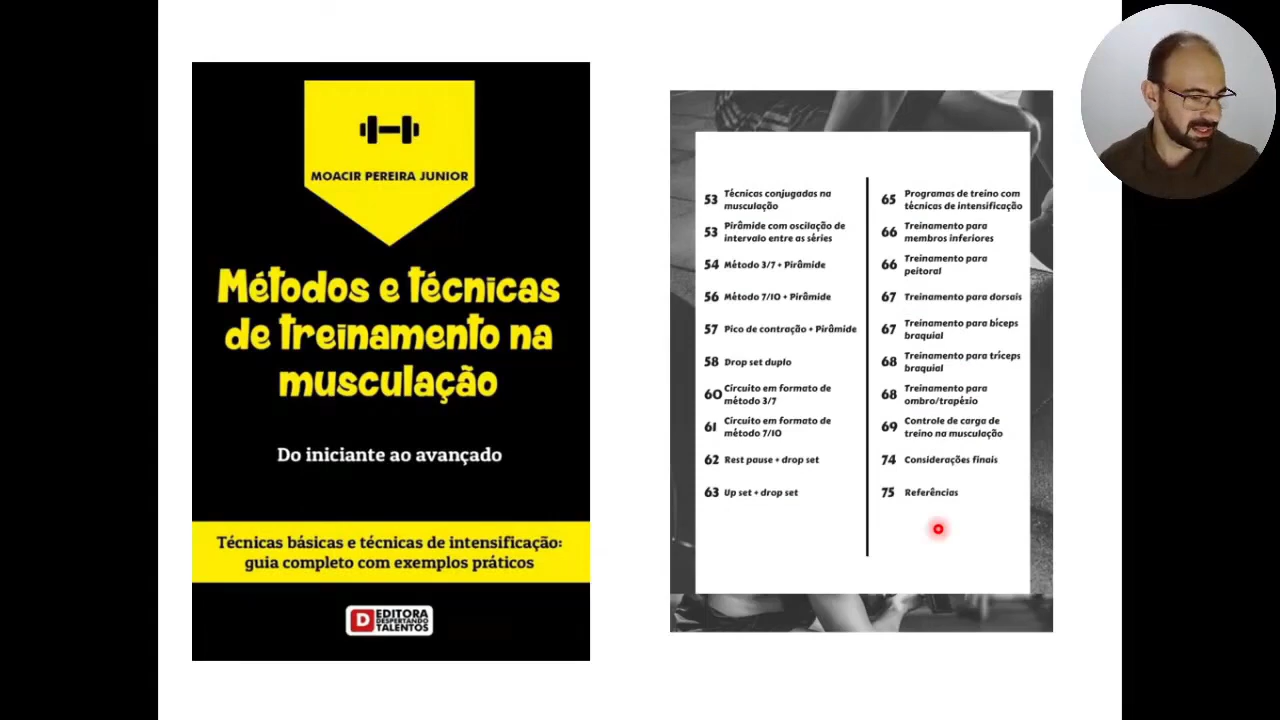 MOACIR PEREIRA JUNIOR
Métodos e técnicas
de treinamento na
musculação
Do iniciante ao avançado
Técnicas básicas e técnicas de intensificação:
guia completo com exemplos práticos
D EDITORA
DESPERTANDO
TALENTOS
53 Técnicas conjugadas na
musculação
53 Pirâmide com oscilação de
intervalo entre as séries
54 Método 3/7 + Pirâmide
56 Método 7/10 + Pirâmide
57 Pico de contração + Pirâmide
58 Drop set duplo
60 Circuito em formato de
método 3/7
61 Circuito em formato de
método 7/10
62 Rest pause + drop set
63 Up set + drop set
65 Programas de treino com
técnicas de intensificação
66 Treinamento para
membros inferiores
66 Treinamento para
peitoral
67 Treinamento para dorsais
67 Treinamento para bíceps
braquial
68 Treinamento para tríceps
braquial
68 Treinamento para
ombro/trapézio
69 Controle de carga de
treino na musculação
74 Considerações finais
75 Referências